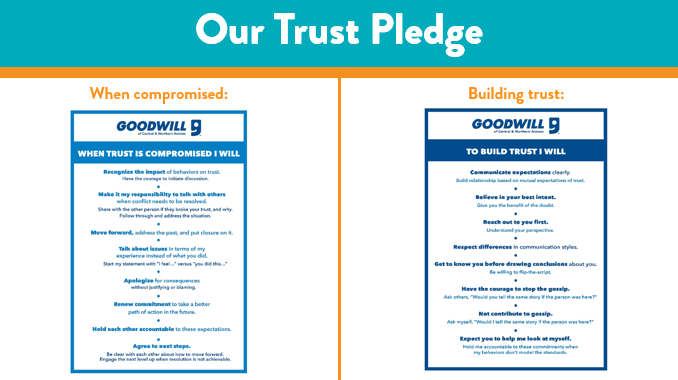 Our Trust Pledge
When compromised:
GOODWILL
of Central & Northern Arizona
WHEN TRUST IS COMPROMISED I WILL
Recognize the impact of behaviors on trust.
Have the courage to initiate discussion.
Make it my responsibility to talk with others
when conflict needs to be resolved.
Share with the other person if they broke your trust, and why.
Follow through and address the situation.
Move forward, address the past, and put closure on it.
Talk about issues in terms of my
experience instead of what you did.
Start my statement with "I feel..." versus "you did this..."
Apologize for consequences
without justifying or blaming.
Renew commitment to take a better
path of action in the future.
Hold each other accountable to these expectations.
Agree to next steps.
Be clear with each other about how to move forward.
Engage the next level up when resolution is not achievable.
Building trust:
GOODWILL
of Central & Northern Arizona
TO BUILD TRUST I WILL
Communicate expectations clearly.
Build relationship based on mutual expectations of trust.
Believe in your best intent.
Give you the benefit of the doubt.
Reach out to you first.
Understand your perspective.
Respect differences in communication styles.
Get to know you before drawing conclusions about you.
Be willing to flip-the-script.
Have the courage to stop the gossip.
Ask others, "Would you tell the same story if the person was here?"
Not contribute to gossip.
Ask myself, "Would I tell the same story if the person was here?"
Expect you to help me look at myself.
Hold me accountable to these commitments when
my behaviors don't model the standards.